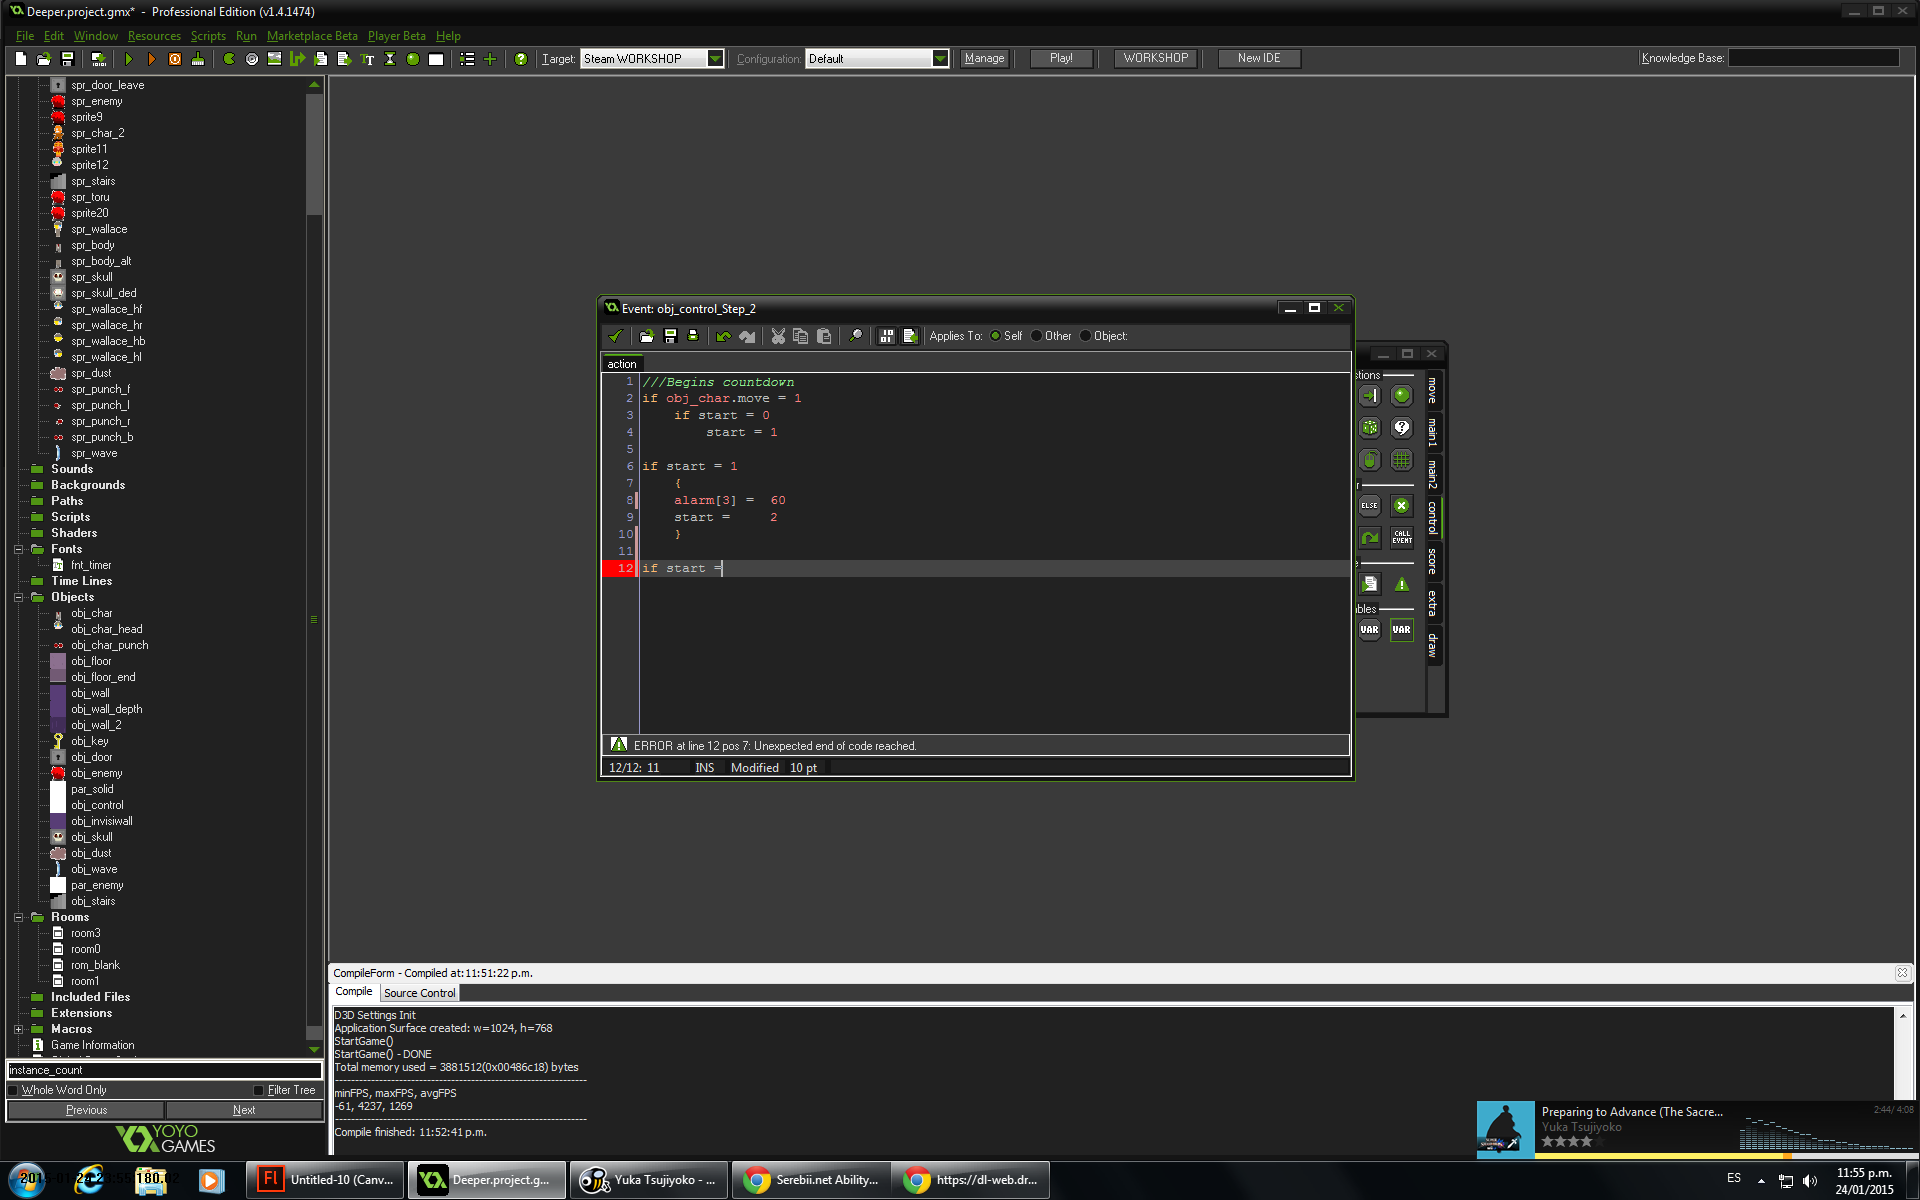 Deeper.project.gmx* - Professional Edition (v1.4.1474)
File Edit Window Resources Scripts Run Marketplace Beta Player Beta Help
Target: Steam WORKSHOP Configuration: Default Manage Play! WORKSHOP New IDE Knowledge Base:
spr_door_leave
spr_enemy
sprite9
spr_char_2
sprite11
sprite12
spr_stairs
spr_toru
sprite20
spr_wallace
spr_body
spr_body_alt
spr_skull
spr_skull_ded
spr_wallace_hf
spr_wallace_hr
spr_wallace_hb
spr_wallace_hl
spr_dust
spr_punch_f
spr_punch_l
spr_punch_r
spr_punch_b
spr_wave
Sounds
Backgrounds
Paths
Scripts
Shaders
Fonts
fnt_timer
Time Lines
Objects
obj_char
obj_char_head
obj_char_punch
obj_floor
obj_floor_end
obj_wall
obj_wall_depth
obj_wall_2
obj_key
obj_door
obj_enemy
par_solid
obj_control
obj_invisiwall
obj_skull
obj_dust
obj_wave
par_enemy
obj_stairs
Rooms
room3
room0
rom_blank
room1
Included Files
Extensions
Macros
Game Information
instance_count
Whole Word Only Filter Tree
Previous Next
YOYO
GAMES
Event: obj_control_Step_2
Applies To: Self Other Object:
action
1 ///Begins countdown
2 if obj_char.move = 1
3 if start = 0
4 start = 1
5
6 if start = 1
7 {
8 alarm[3] = 60
9 start = 2
10 }
11
12 if start =
ERROR at line 12 pos 7: Unexpected end of code reached.
12/12: 11 INS Modified 10 pt
tions
ELSE
CALL
EVENT
bles
VAR VAR
move
main1
main2
control
score
extra
draw
CompileForm - Compiled at: 11:51:22 p.m.
Compile Source Control
D3D Settings Init
Application Surface created: w=1024, h=768
StartGame()
StartGame() - DONE
Total memory used = 3881512(0x00486c18) bytes
minFPS, maxFPS, avgFPS
-61, 4237, 1269
Compile finished: 11:52:41 p.m.
Preparing to Advance (The Sacre... 2:44/ 4:08
Yuka Tsujiyoko
Untitled-10 (Canv... Deeper.project.g... Yuka Tsujiyoko - ... Serebii.net Ability... https://dl-web.dr...
ES
11:55 p.m.
24/01/2015